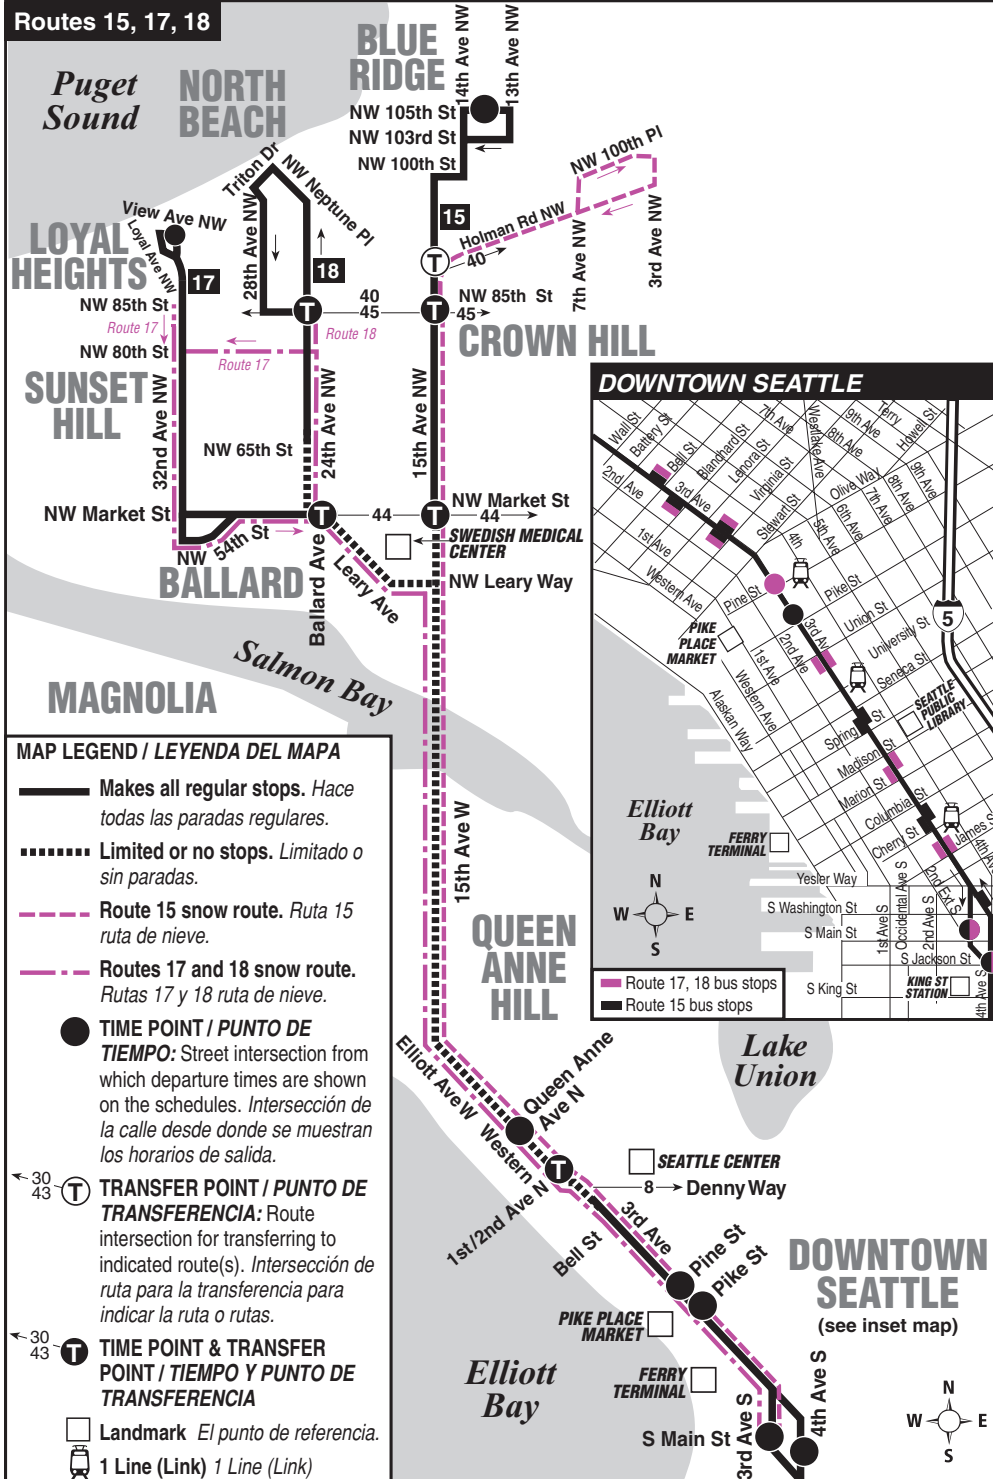 Routes 15, 17, 18
Puget
Sound
NORTH
BEACH
BLUE
RIDGE
14th Ave NW
13th Ave NW
NW 105th St
NW 103rd St
NW 100th St
NW 100th Pl
Triton Dr
NW Neptune Pl
View Ave NW
Loyal Ave NW
LOYAL
HEIGHTS
17
28th Ave NW
18
15
Holman Rd NW
40
7th Ave NW
3rd Ave NW
NW 85th St
Route 17
40
45
NW 85th St
45
Route 18
NW 80th St
Route 17
CROWN HILL
SUNSET
HILL
32nd Ave NW
NW 65th St
24th Ave NW
15th Ave NW
NW Market St
44
NW Market St
44
SWEDISH MEDICAL
CENTER
NW 54th St
BALLARD
Ballard Ave
Leary Ave
NW Leary Way
Salmon Bay
MAGNOLIA
15th Ave W
QUEEN
ANNE
HILL
Elliott Ave W
Western
Queen Anne
Ave N
1st/2nd Ave N
SEATTLE CENTER
8
Denny Way
Bell St
3rd Ave
Pine St
Pike St
Lake
Union
DOWNTOWN
SEATTLE
(see inset map)
PIKE PLACE
MARKET
FERRY
TERMINAL
Elliott
Bay
S Main St
3rd Ave S
4th Ave S
N
W
E
S
MAP LEGEND / LEYENDA DEL MAPA
Makes all regular stops. Hace
todas las paradas regulares.
Limited or no stops. Limitado o
sin paradas.
Route 15 snow route. Ruta 15
ruta de nieve.
Routes 17 and 18 snow route.
Rutas 17 y 18 ruta de nieve.
TIME POINT / PUNTO DE
TIEMPO: Street intersection from
which departure times are shown
on the schedules. Intersección de
la calle desde donde se muestran
los horarios de salida.
30
43
T
TRANSFER POINT / PUNTO DE
TRANSFERENCIA: Route
intersection for transferring to
indicated route(s). Intersección de
ruta para la transferencia para
indicar la ruta o rutas.
30
43
T
TIME POINT & TRANSFER
POINT / TIEMPO Y PUNTO DE
TRANSFERENCIA
Landmark El punto de referencia.
1 Line (Link) 1 Line (Link)
DOWNTOWN SEATTLE
Wall St
Battery St
Bell St
Blanchard St
Lenora St
Virginia St
Stewart St
7th Ave
Westlake Ave
9th Ave
8th Ave
Terry
Howell St
Olive Way
9th Ave
8th Ave
7th Ave
6th Ave
5th Ave
4th
2nd Ave
3rd Ave
1st Ave
Western Ave
Pine St
Pike St
Union St
University St
Seneca St
5
PIKE
PLACE
MARKET
3rd Av
2nd Ave
1st Ave
Western Ave
Alaskan Way
SEATTLE
PUBLIC
LIBRARY
Spring St
Madison St
Marion St
Columbia St
Cherry St
James S
4th Av
Elliott
Bay
FERRY
TERMINAL
Yesler Way
S Washington St
S Main St
S Jackson St
S King St
1st Ave S
Occidental Ave S
2nd Ave S
2nd Ext S
4th Ave S
KING ST
STATION
N
W
E
S
Route 17, 18 bus stops
Route 15 bus stops
T
T
T
T
T
T